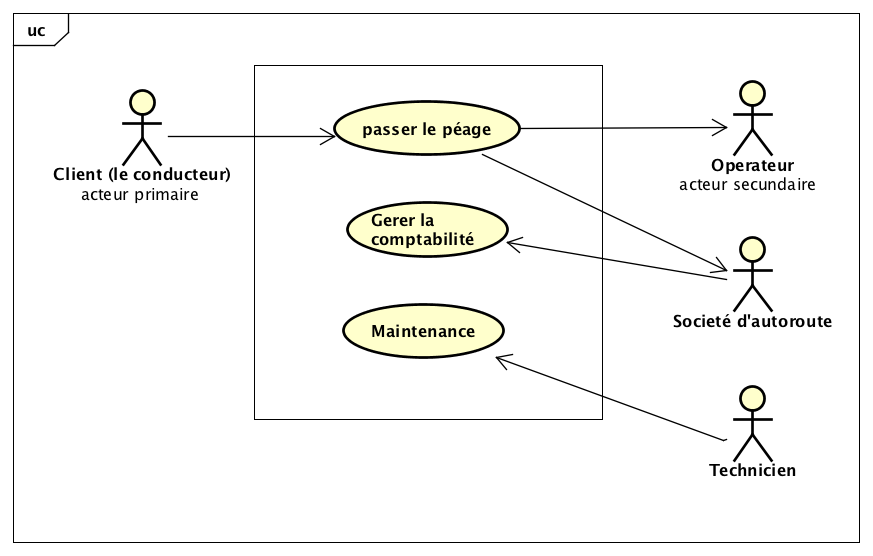 uc
Client (le conducteur)
acteur primaire
passer le péage
Operateur
acteur secundaire
Gerer la
comptabilité
Societé d'autoroute
Maintenance
Technicien